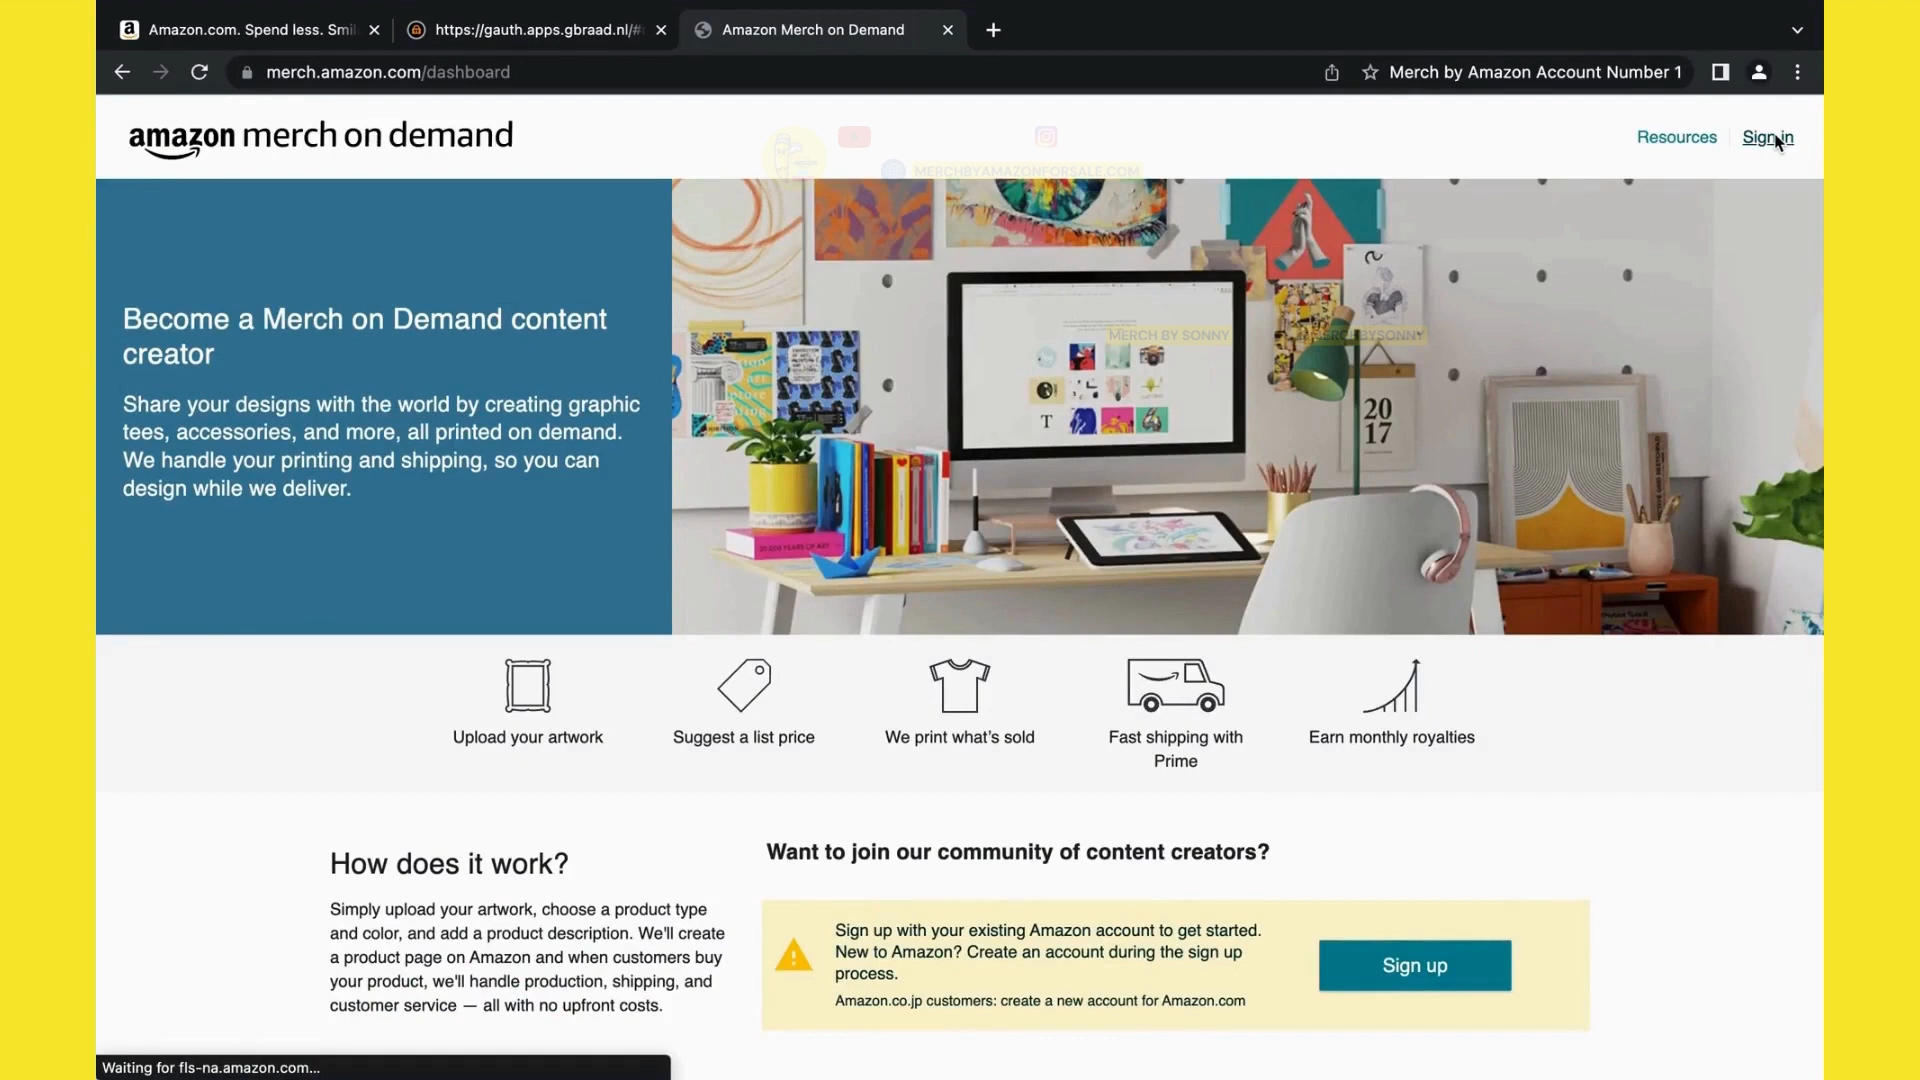 Amazon.com. Spend less. Smil
https://gauth.apps.gbraad.nl/#
Amazon Merch on Demand
merch.amazon.com/dashboard
Merch by Amazon Account Number 1
amazon merch on demand
Resources
Sign in
MERCHBYAMAZONFORSALE.COM
MERCH BY SONNY
MERCHBYSONNY
20
17
Become a Merch on Demand content
creator
Share your designs with the world by creating graphic
tees, accessories, and more, all printed on demand.
We handle your printing and shipping, so you can
design while we deliver.
Upload your artwork
Suggest a list price
We print what's sold
Fast shipping with
Prime
Earn monthly royalties
How does it work?
Simply upload your artwork, choose a product type
and color, and add a product description. We'll create
a product page on Amazon and when customers buy
your product, we'll handle production, shipping, and
customer service — all with no upfront costs.
Want to join our community of content creators?
Sign up with your existing Amazon account to get started.
New to Amazon? Create an account during the sign up
process.
Amazon.co.jp customers: create a new account for Amazon.com
Sign up
Waiting for fls-na.amazon.com...